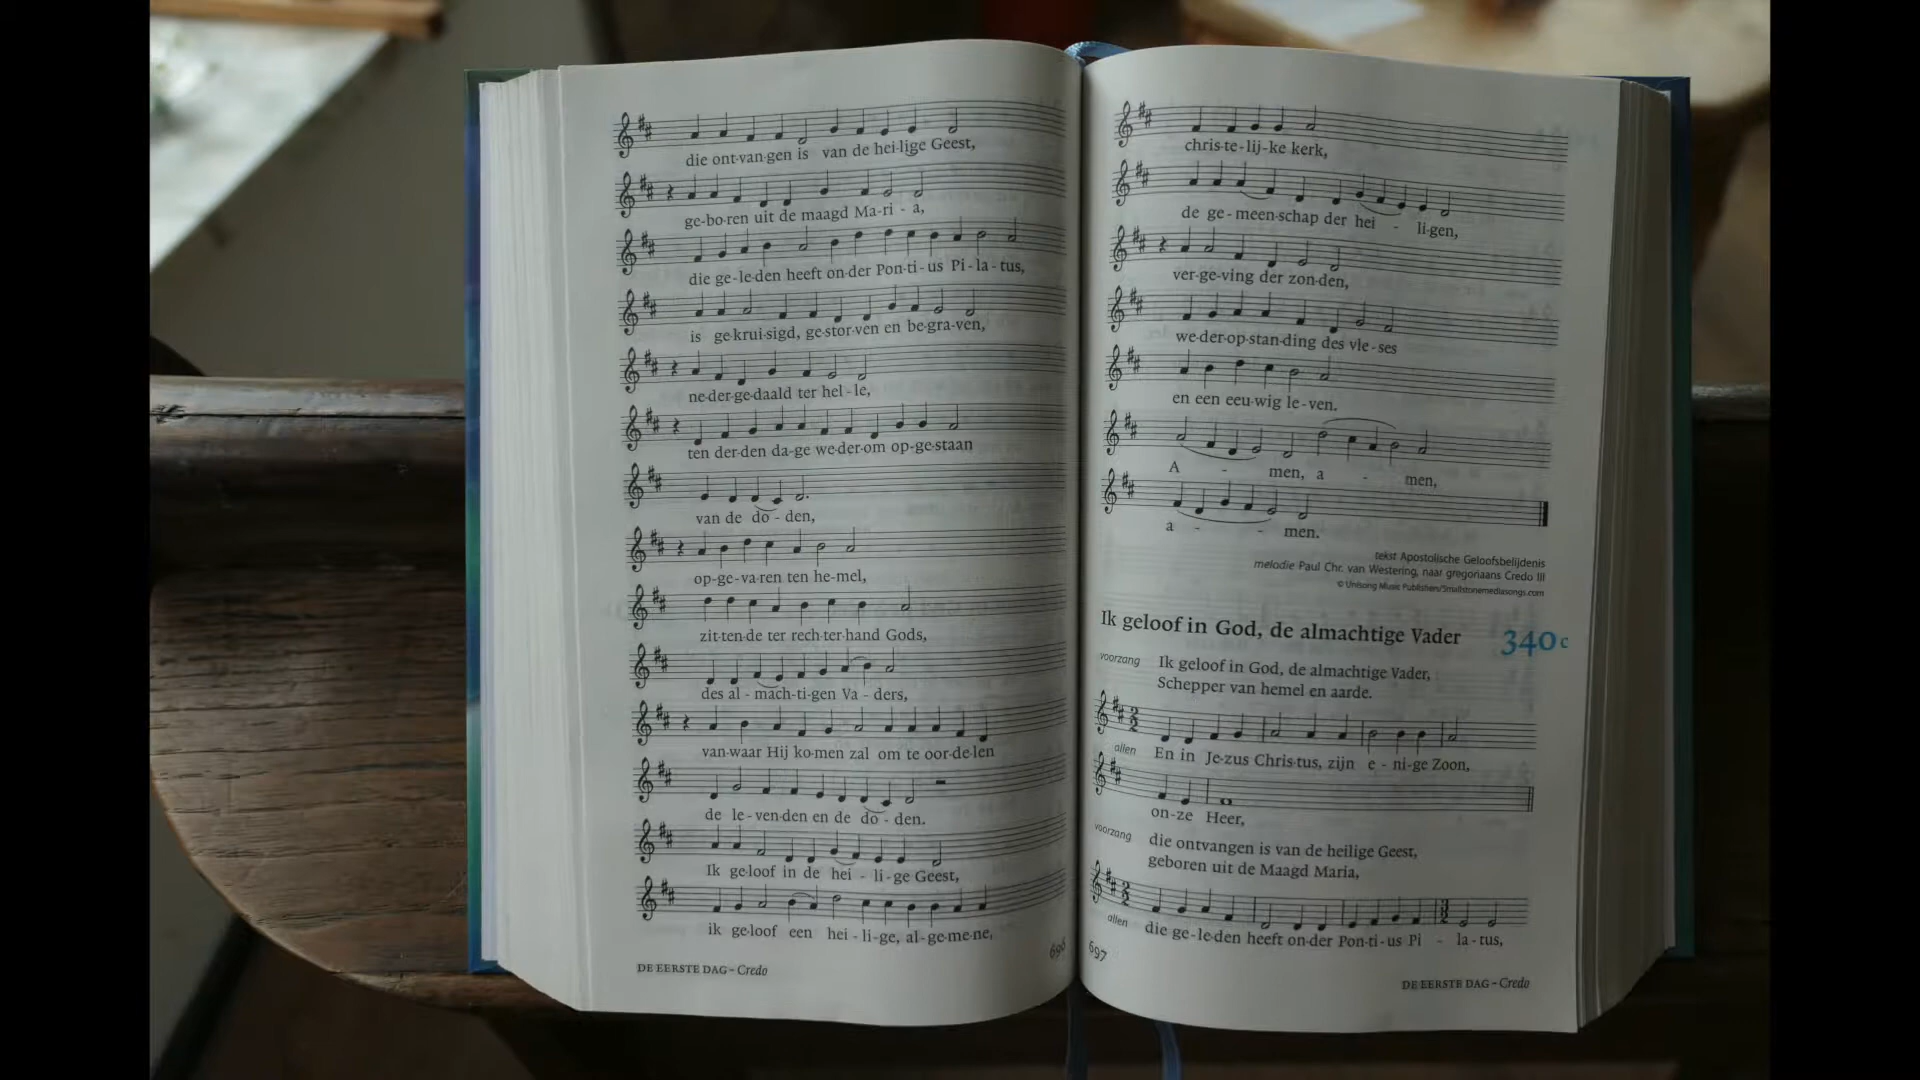 die ont-van-gen is van de hei-lige Geest,
ge-bo-ren uit de maagd Ma-ri - a,
die ge-le-den heeft on-der Pon-ti-us Pi-la-tus,
is ge-krui-sigd, ge-stor-ven en be-gra-ven,
ne-der-ge-daald ter hel-le,
ten der-den da-ge we-der-om op-ge-staan
van de do - den,
op-ge-va-ren ten he-mel,
zit-ten-de ter rech-ter-hand Gods,
des al - mach-ti-gen Va - ders,
van-waar Hij ko-men zal om te oor-de-len
de le-ven-den en de do - den.
Ik ge-loof in de hei - li-ge Geest,
ik ge-loof een hei-li-ge, al-ge-me-ne,
DE EERSTE DAG – Credo
696
chris-te-lij-ke kerk,
de ge-meen-schap der hei - li-gen,
ver-ge-ving der zon-den,
we-der-op-stan-ding des vle-ses
en een eeu-wig le-ven.
A - men, a - men,
a - - men.
tekst Apostolische Geloofsbelijdenis
melodie Paul Chr. van Westering, naar gregoriaans Credo III
© Unisong Music Publishers/Smallstonemediasongs.com
Ik geloof in God, de almachtige Vader 340c
voorzang Ik geloof in God, de almachtige Vader,
Schepper van hemel en aarde.
allen En in Je-zus Chris-tus, zijn e - ni-ge Zoon,
on-ze Heer,
voorzang die ontvangen is van de heilige Geest,
geboren uit de Maagd Maria,
allen die ge-le-den heeft on-der Pon-ti-us Pi - la-tus,
697
DE EERSTE DAG – Credo